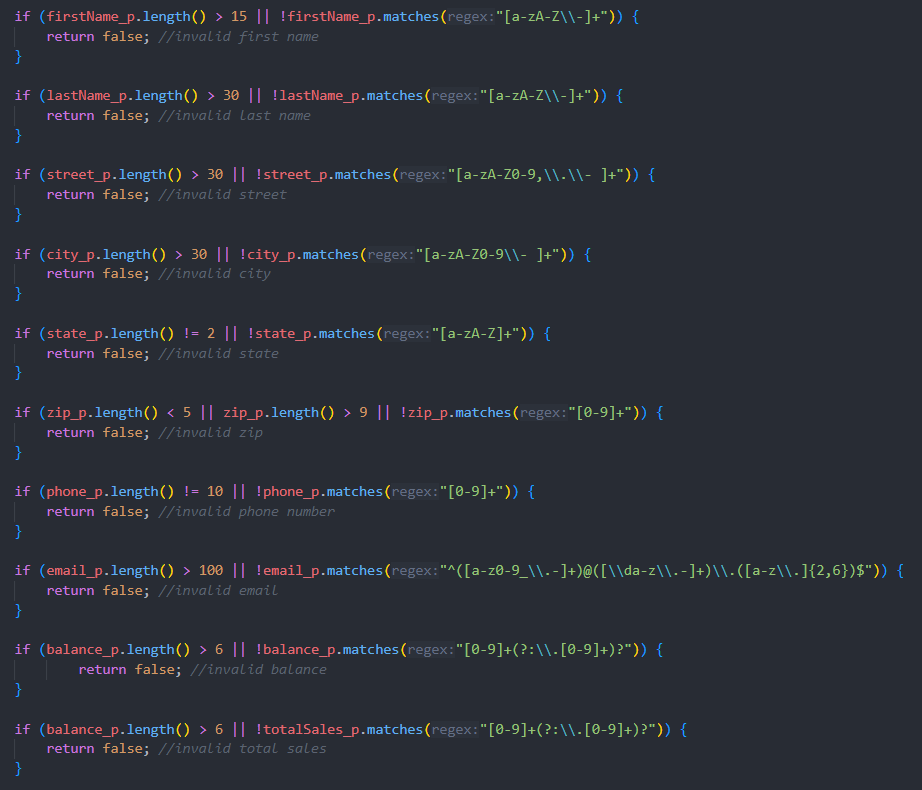 if (firstName_p.length() > 15 || !firstName_p.matches(regex:"[a-zA-Z\\-]+")) {
    return false; //invalid first name
}
if (lastName_p.length() > 30 || !lastName_p.matches(regex:"[a-zA-Z\\-]+")) {
    return false; //invalid last name
}
if (street_p.length() > 30 || !street_p.matches(regex:"[a-zA-Z0-9,\\.\\- ]+")) {
    return false; //invalid street
}
if (city_p.length() > 30 || !city_p.matches(regex:"[a-zA-Z0-9\\- ]+")) {
    return false; //invalid city
}
if (state_p.length() != 2 || !state_p.matches(regex:"[a-zA-Z]+")) {
    return false; //invalid state
}
if (zip_p.length() < 5 || zip_p.length() > 9 || !zip_p.matches(regex:"[0-9]+")) {
    return false; //invalid zip
}
if (phone_p.length() != 10 || !phone_p.matches(regex:"[0-9]+")) {
    return false; //invalid phone number
}
if (email_p.length() > 100 || !email_p.matches(regex:"^([a-z0-9_\\.-]+)@([\\da-z\\.-]+)\\.([a-z\\.]{2,6})$")) {
    return false; //invalid email
}
if (balance_p.length() > 6 || !balance_p.matches(regex:"[0-9]+(?:\\.[0-9]+)?")) {
        return false; //invalid balance
}
if (balance_p.length() > 6 || !totalSales_p.matches(regex:"[0-9]+(?:\\.[0-9]+)?")) {
    return false; //invalid total sales
}